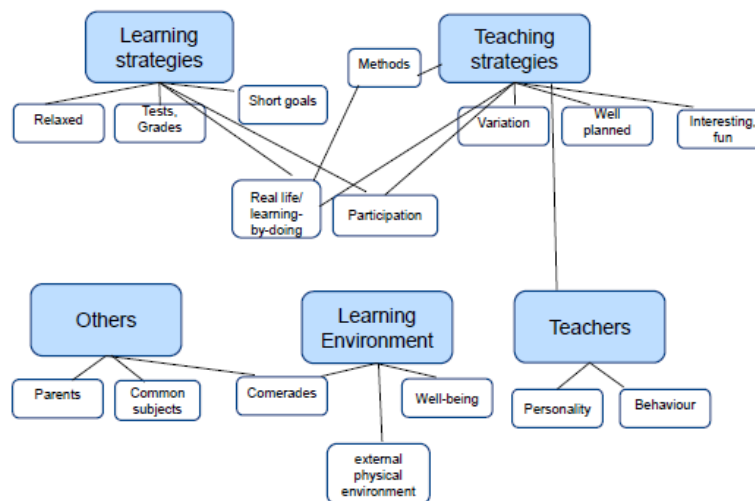 Learning
strategies
Methods
Teaching
strategies
Relaxed
Tests,
Grades
Short goals
Variation
Well
planned
Interesting,
fun
Real life/
learning-
by-doing
Participation
Others
Learning
Environment
Teachers
Parents
Common
subjects
Comerades
Well-being
Personality
Behaviour
external
physical
environment